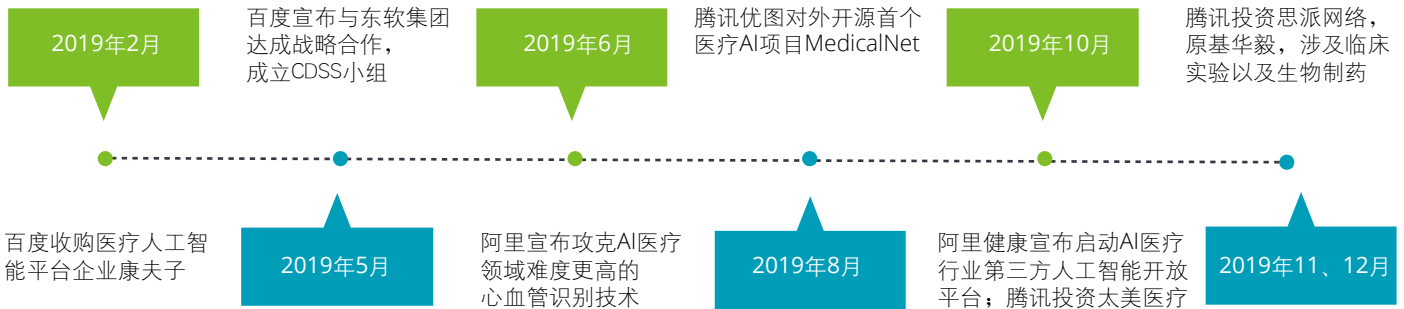 2019年2月
百度收购医疗人工智
能平台企业康夫子
百度宣布与东软集团
达成战略合作，
成立CDSS小组
2019年5月
2019年6月
阿里宣布攻克AI医疗
领域难度更高的
心血管识别技术
腾讯优图对外开源首个
医疗AI项目MedicalNet
2019年8月
2019年10月
阿里健康宣布启动AI医疗
行业第三方人工智能开放
平台；腾讯投资太美医疗
腾讯投资思派网络，
原基华毅，涉及临床
实验以及生物制药
2019年11、12月